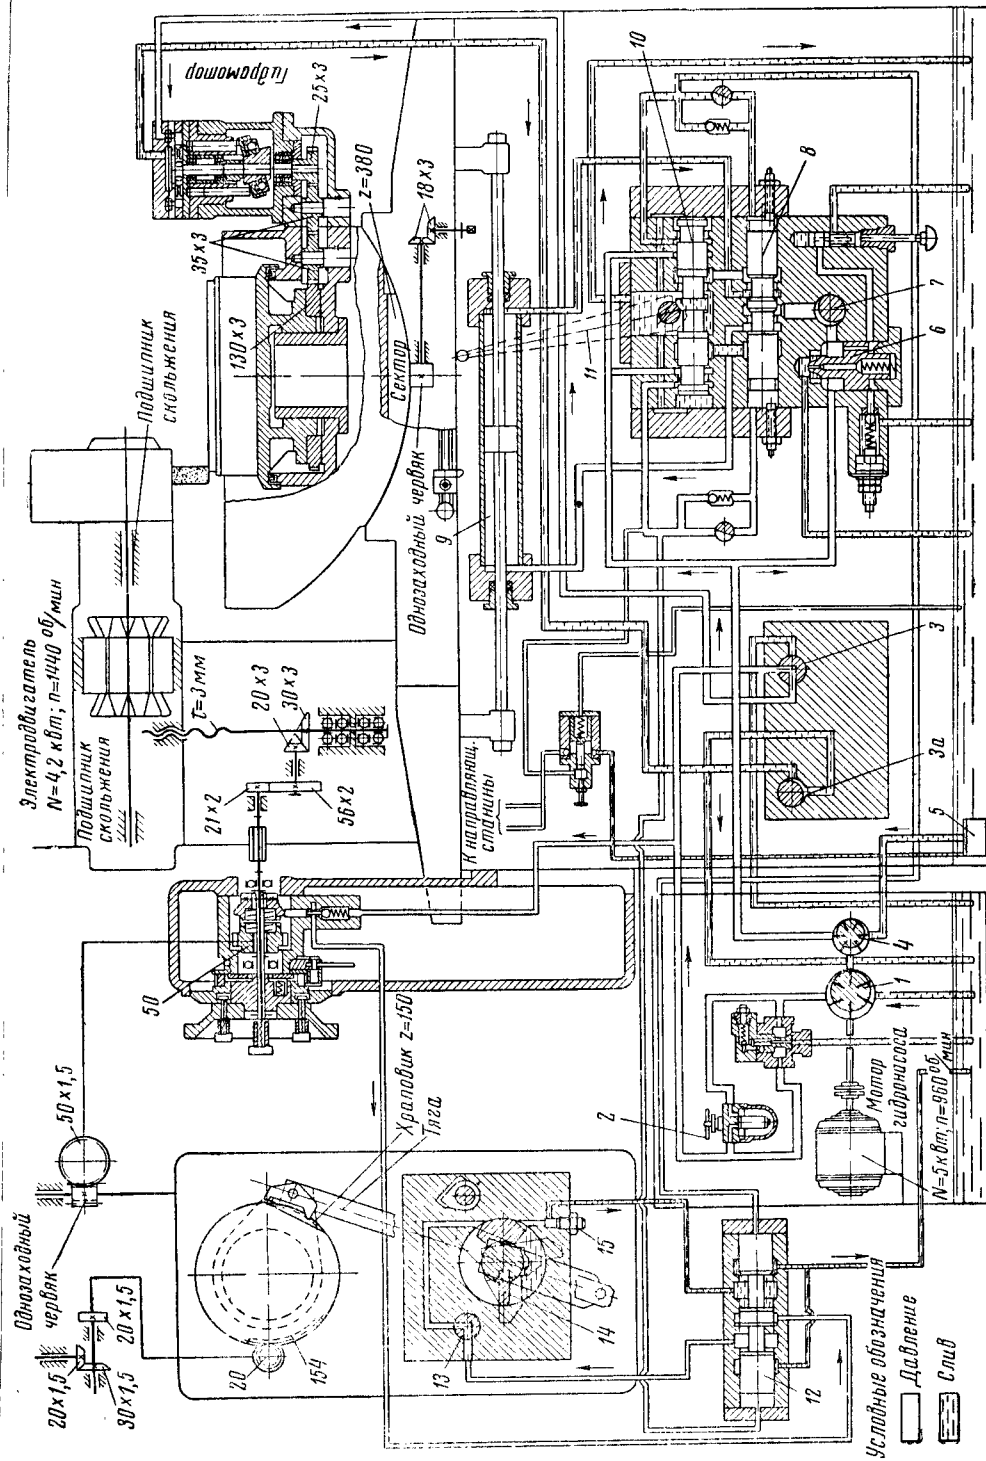 Электродвигатель
N=4,2 квт; n=1440 об/мин
Подшипник
скольжения
Подшипник
скольжения
Гидромотор
25×3
35×3
130×3
z=380
18×3
Сектор
Однозаходный червяк
t=3мм
20×3
30×3
21×2
56×2
К направляющ.
станины
9
10
8
7
6
11
3
3а
5
4
1
2
Мотор
гидронасоса
N=5квт; n=960 об/мин
50
50×1,5
Однозаходный
червяк
20×1,5
20×1,5
30×1,5
Храповик z=150
Тяга
20
154
13
14
15
12
Условные обозначения
Давление
Слив